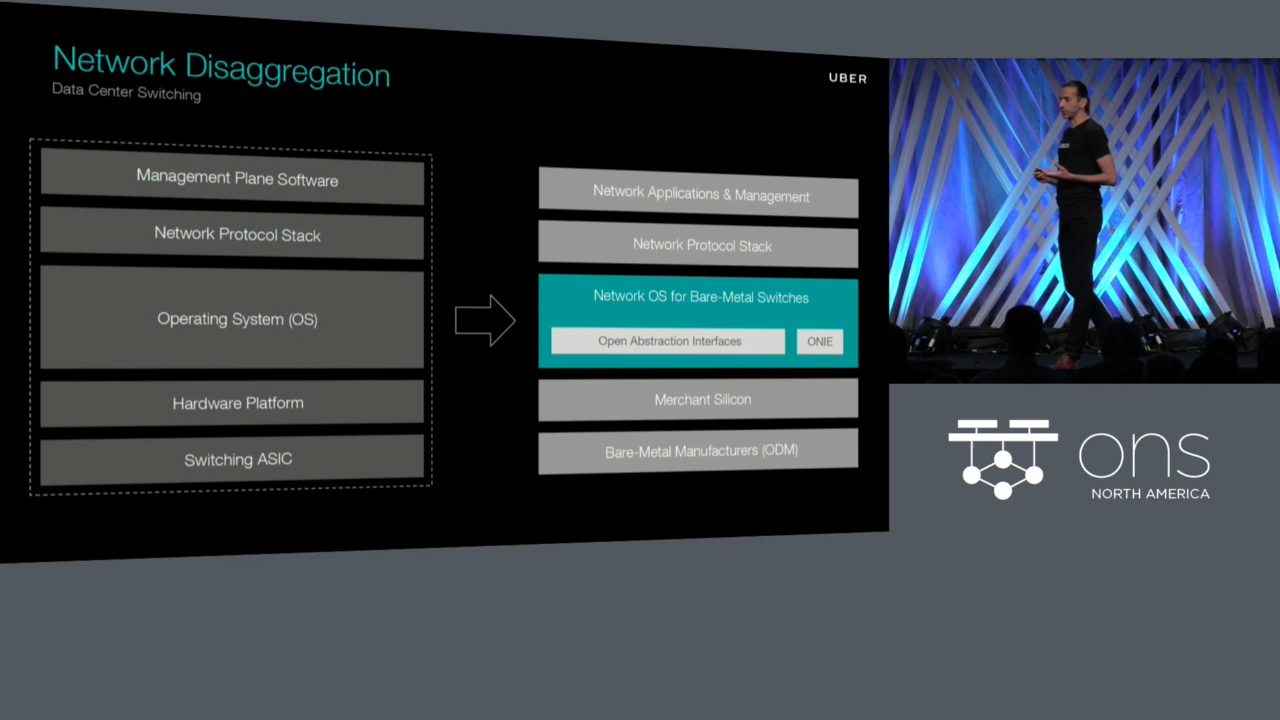 Network Disaggregation
Data Center Switching
UBER
Management Plane Software
Network Protocol Stack
Operating System (OS)
Hardware Platform
Switching ASIC
Network Applications & Management
Network Protocol Stack
Network OS for Bare-Metal Switches
Open Abstraction Interfaces
ONIE
Merchant Silicon
Bare-Metal Manufacturers (ODM)
ons
NORTH AMERICA